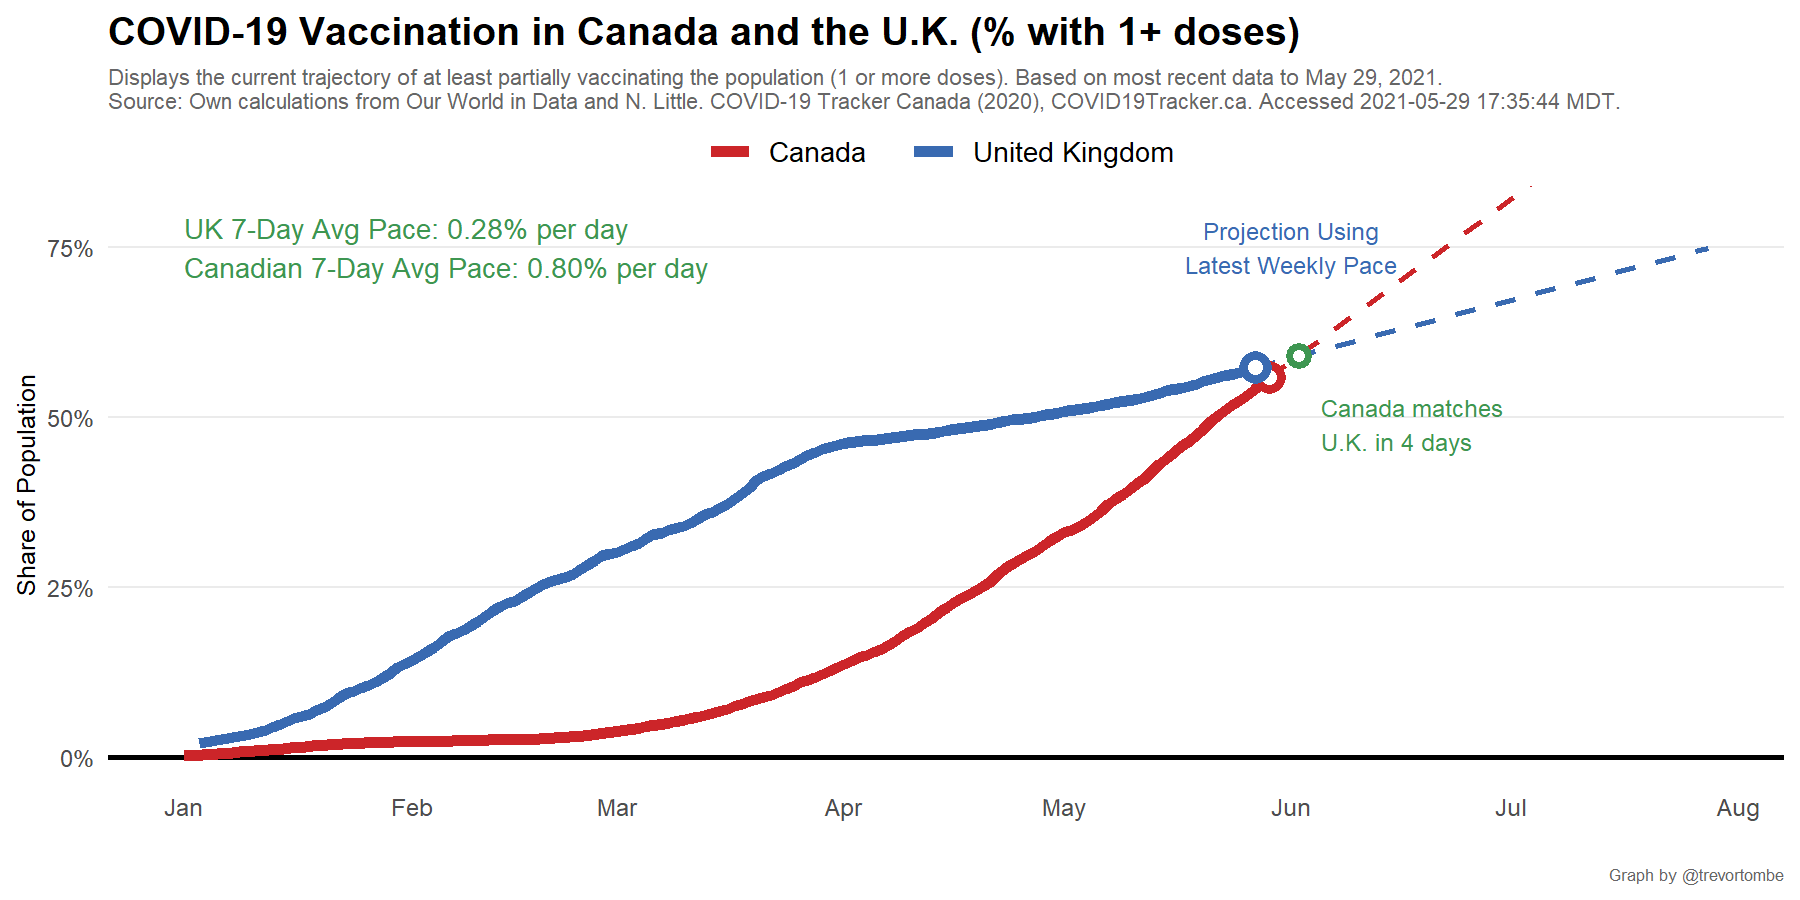 COVID-19 Vaccination in Canada and the U.K. (% with 1+ doses)
Displays the current trajectory of at least partially vaccinating the population (1 or more doses). Based on most recent data to May 29, 2021.
Source: Own calculations from Our World in Data and N. Little. COVID-19 Tracker Canada (2020), COVID19Tracker.ca. Accessed 2021-05-29 17:35:44 MDT.
Canada
United Kingdom
UK 7-Day Avg Pace: 0.28% per day
Canadian 7-Day Avg Pace: 0.80% per day
Projection Using
Latest Weekly Pace
Canada matches
U.K. in 4 days
Share of Population
75%
50%
25%
0%
Jan
Feb
Mar
Apr
May
Jun
Jul
Aug
Graph by @trevortombe